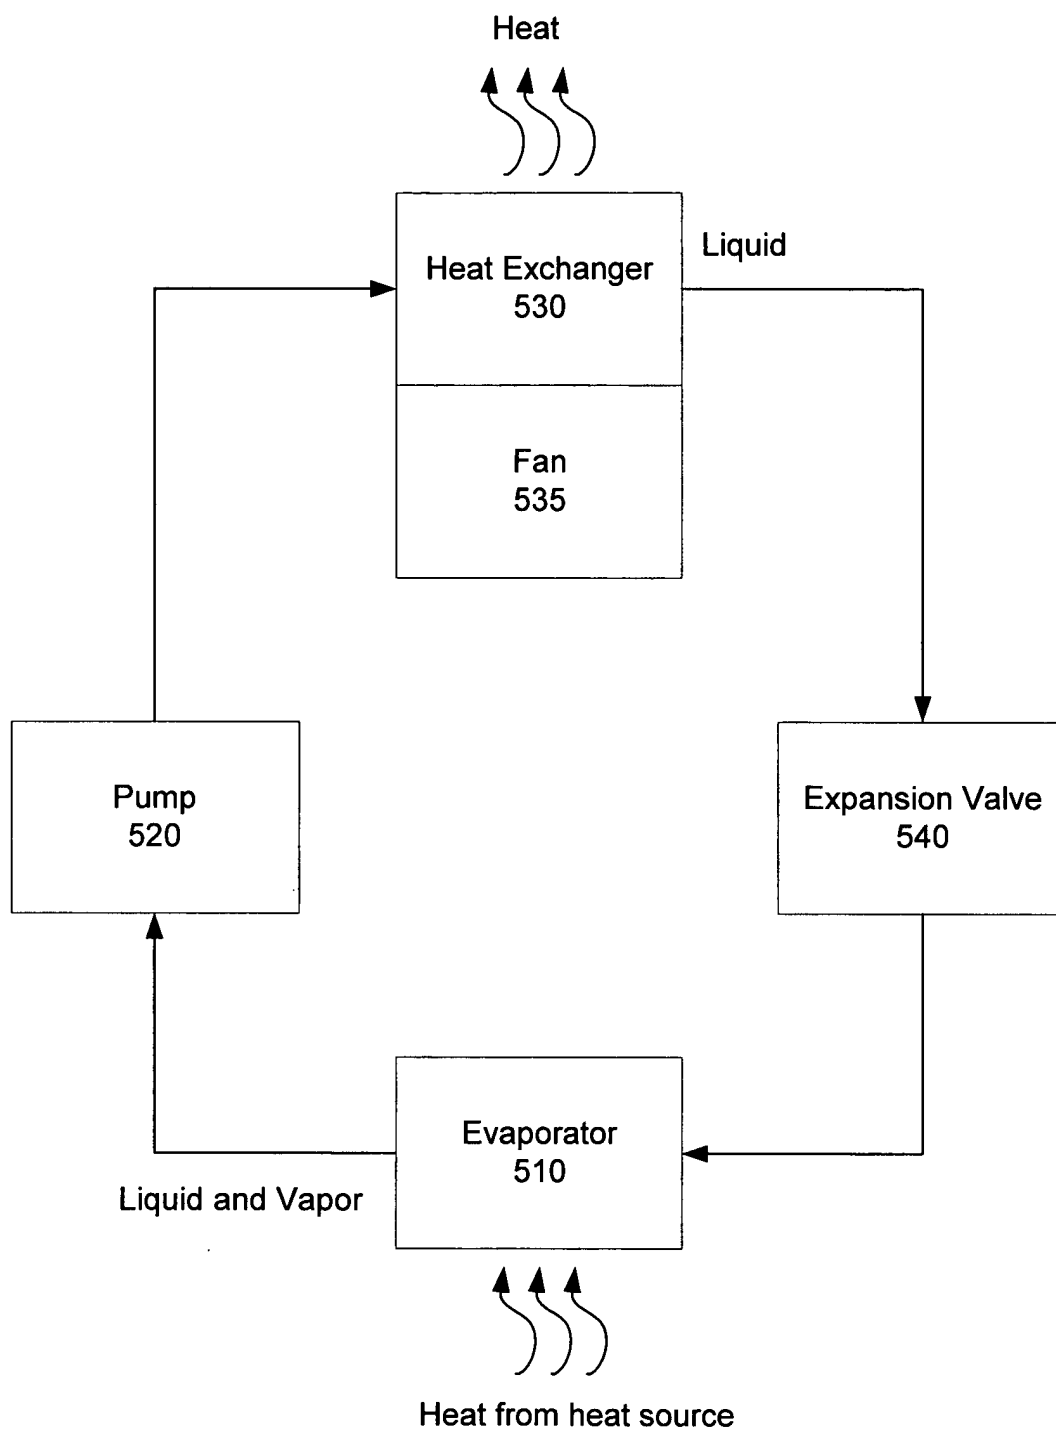 Heat
Heat Exchanger
530
Liquid
Fan
535
Pump
520
Expansion Valve
540
Evaporator
510
Liquid and Vapor
Heat from heat source